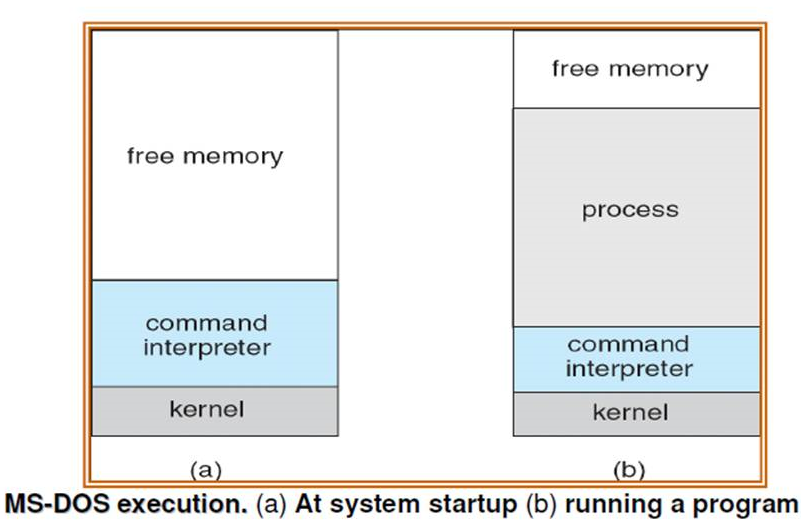 free memory
command
interpreter
kernel
(a)
free memory
process
command
interpreter
kernel
(b)
MS-DOS execution. (a) At system startup (b) running a program